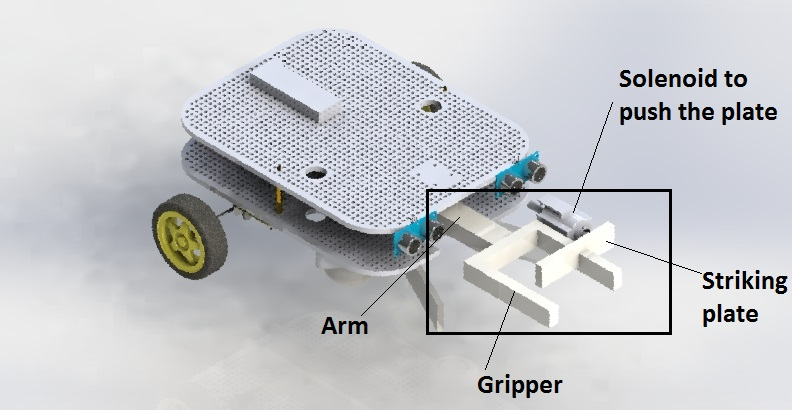 Solenoid to
push the plate
Striking
plate
Arm
Gripper